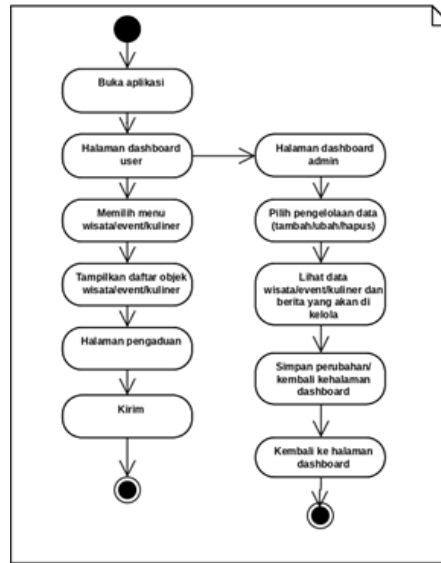 Buka aplikasi
Halaman dashboard
user
Halaman dashboard
admin
Memilih menu
wisata/event/kuliner
Pilih pengelolaan data
(tambah/ubah/hapus)
Tampilkan daftar objek
wisata/event/kuliner
Lihat data
wisata/event/kuliner dan
berita yang akan di
kelola
Halaman pengaduan
Simpan perubahan/
kembali kehalaman
dashboard
Kirim
Kembali ke halaman
dashboard